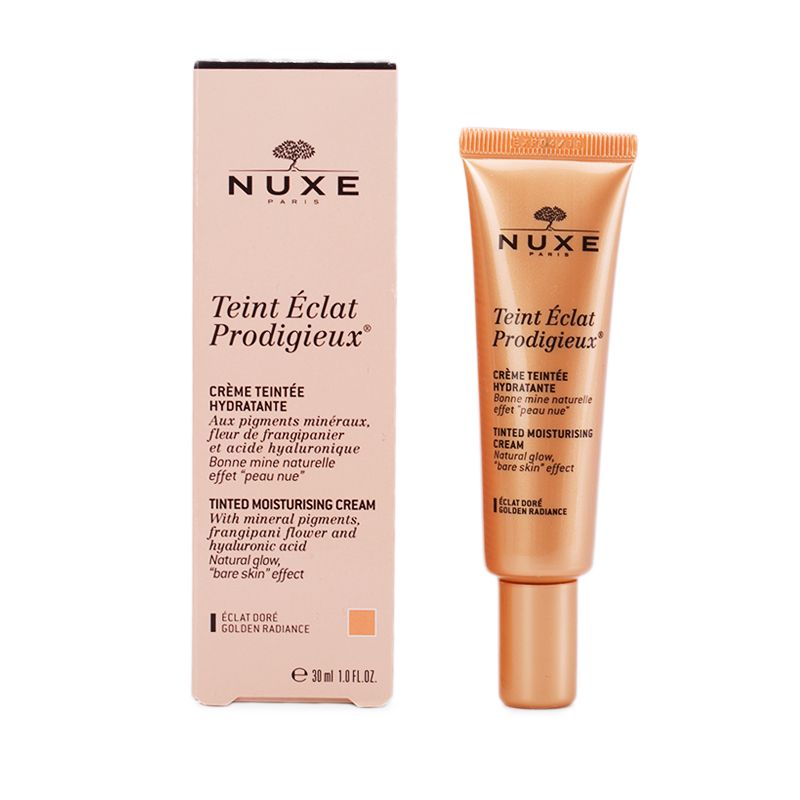 NUXE
PARIS
Teint Éclat
Prodigieux®
CRÈME TEINTÉE
HYDRATANTE
Aux pigments minéraux,
fleur de frangipanier
et acide hyaluronique
Bonne mine naturelle
effet "peau nue"
TINTED MOISTURISING CREAM
With mineral pigments,
frangipani flower and
hyaluronic acid
Natural glow,
"bare skin" effect
ÉCLAT DORÉ
GOLDEN RADIANCE
℮ 30 ml 1.0 FL.OZ.
NUXE
PARIS
Teint Éclat
Prodigieux®
CRÈME TEINTÉE
HYDRATANTE
Bonne mine naturelle
effet "peau nue"
TINTED MOISTURISING
CREAM
Natural glow,
"bare skin" effect
ÉCLAT DORÉ
GOLDEN RADIANCE